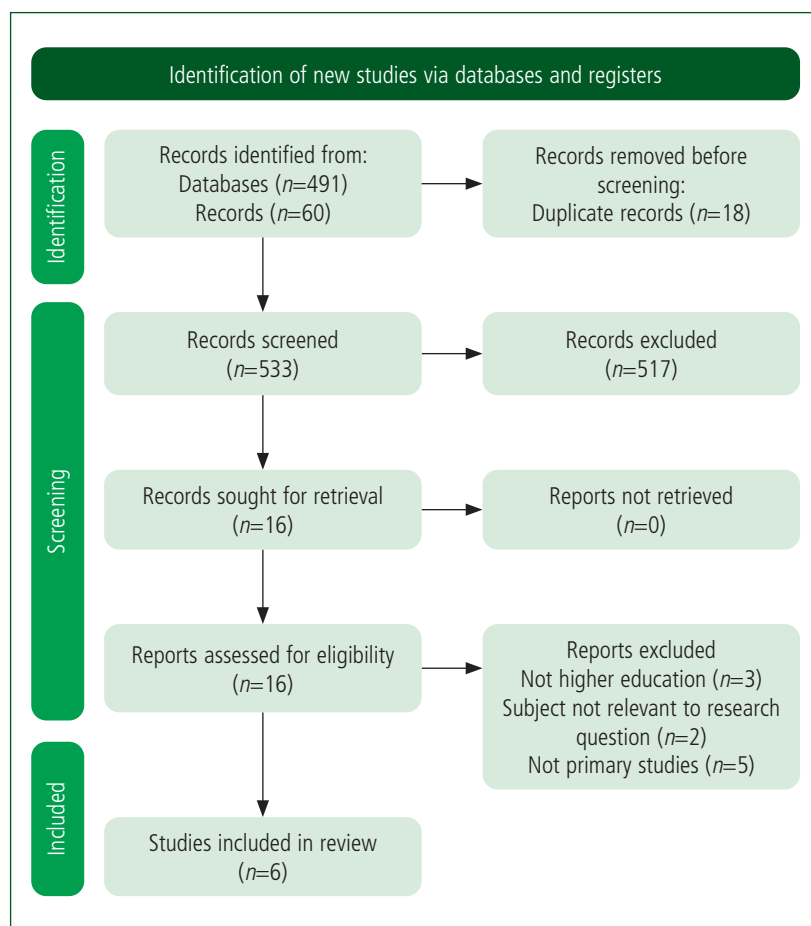 Identification of new studies via databases and registers
Identification
Records identified from:
Databases (n=491)
Records (n=60)
Records removed before
screening:
Duplicate records (n=18)
Screening
Records screened
(n=533)
Records excluded
(n=517)
Records sought for retrieval
(n=16)
Reports not retrieved
(n=0)
Reports assessed for eligibility
(n=16)
Reports excluded
Not higher education (n=3)
Subject not relevant to research
question (n=2)
Not primary studies (n=5)
Included
Studies included in review
(n=6)